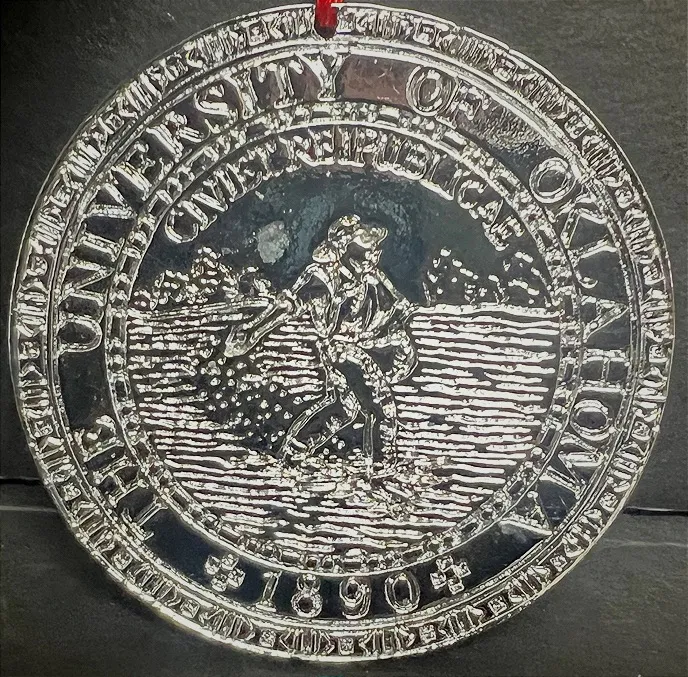 THE UNIVERSITY OF OKLAHOMA
CIVI ET REIPUBLICAE
1890